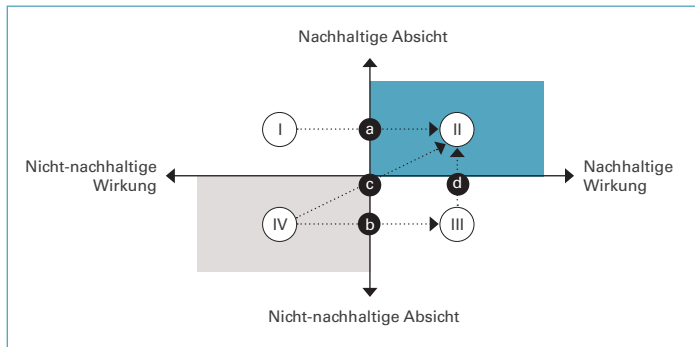 Nachhaltige Absicht
I
a
II
Nicht-nachhaltige
Wirkung
c
d
Nachhaltige
Wirkung
IV
b
III
Nicht-nachhaltige Absicht